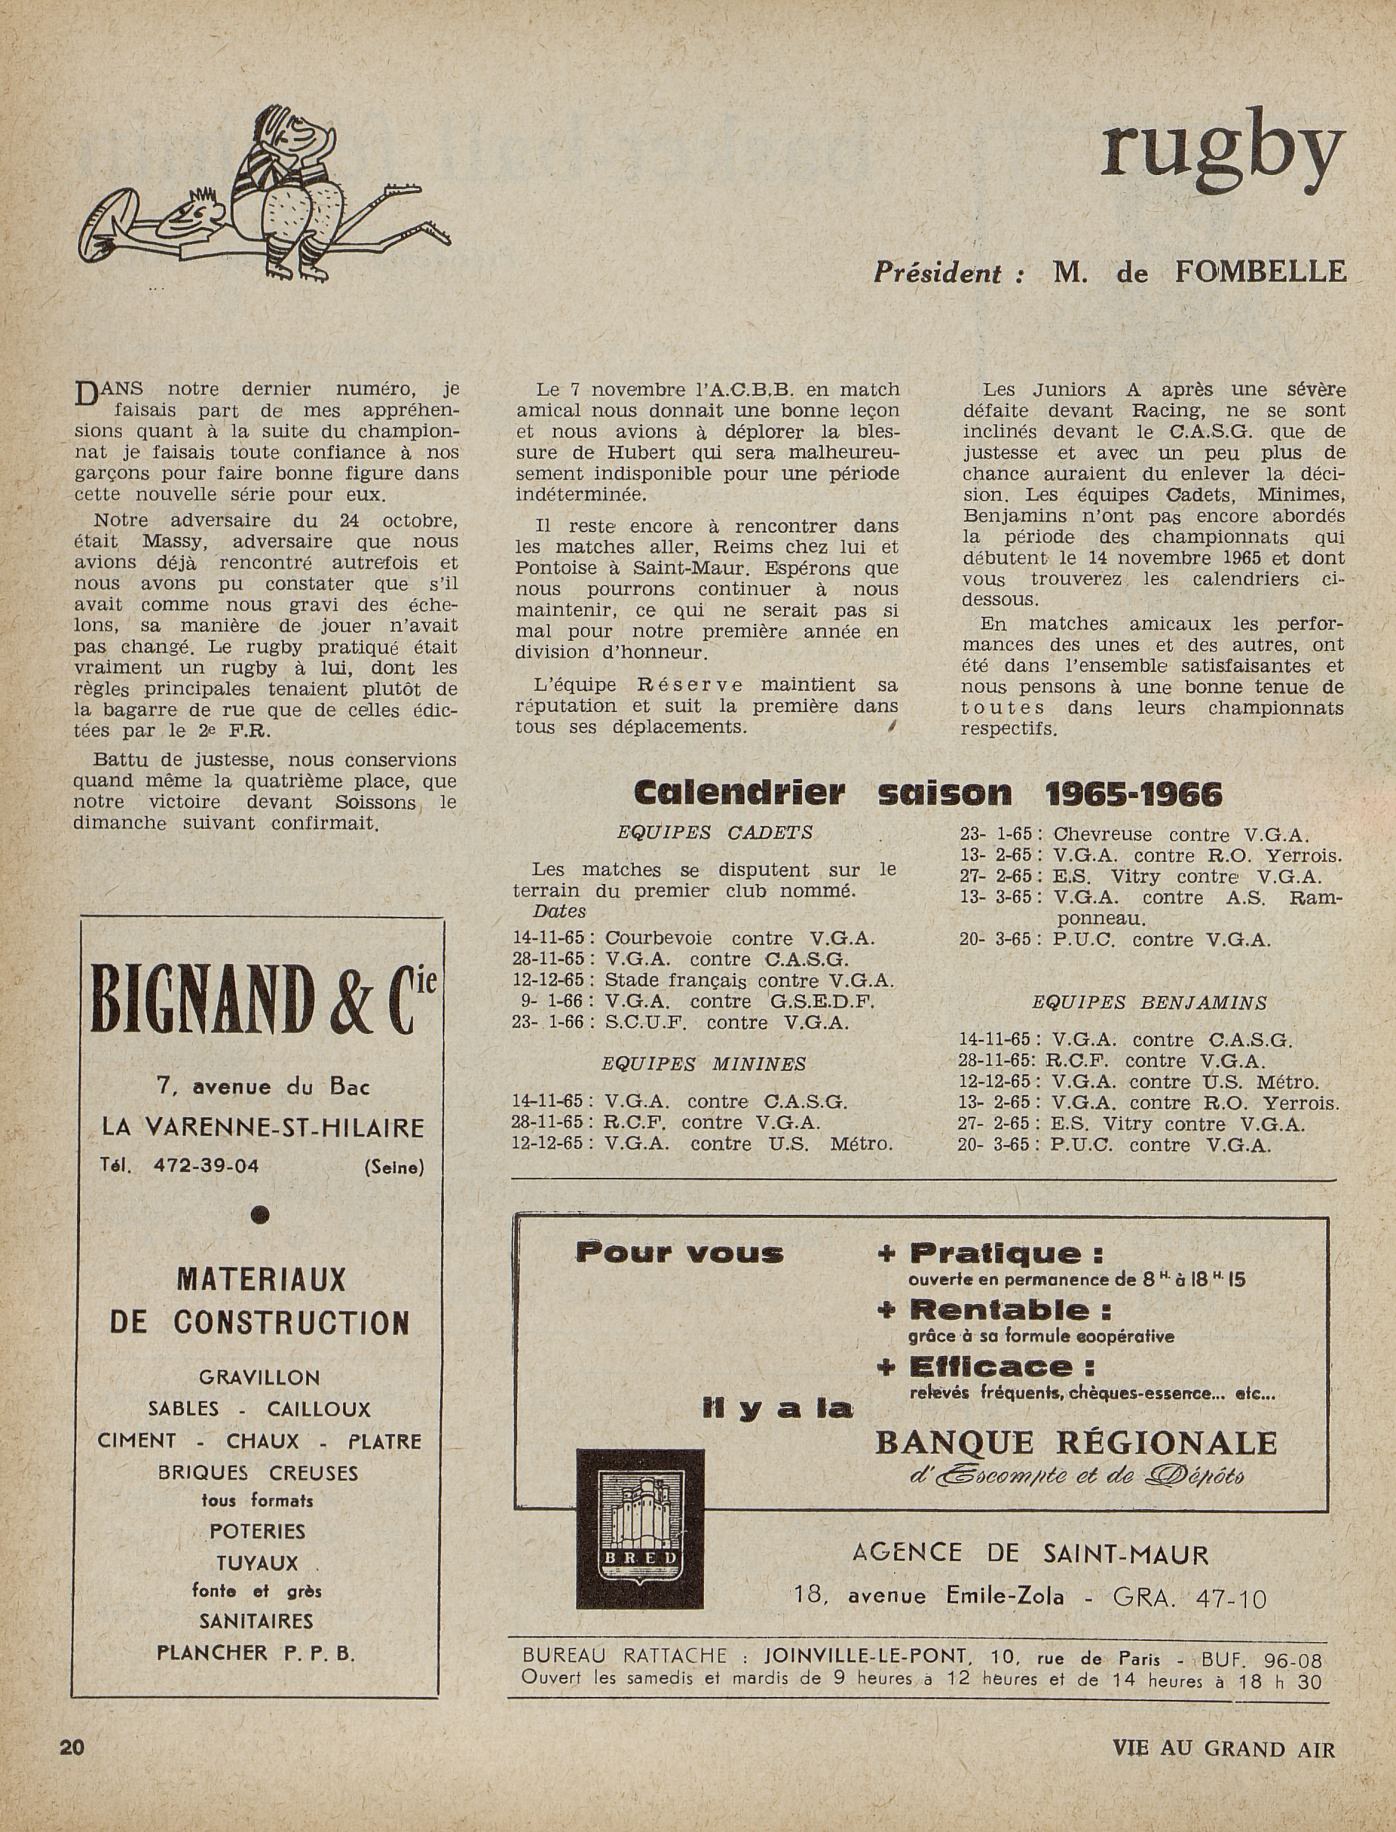 rugby
Président : M. de FOMBELLE
DANS notre dernier numéro, je
faisais part de mes appréhen-
sions quant à la suite du champion-
nat je faisais toute confiance à nos
garçons pour faire bonne figure dans
cette nouvelle série pour eux.
Notre adversaire du 24 octobre,
était Massy, adversaire que nous
avions déjà rencontré autrefois et
nous avons pu constater que s'il
avait comme nous gravi des éche-
lons, sa manière de jouer n'avait
pas changé. Le rugby pratiqué était
vraiment un rugby à lui, dont les
règles principales tenaient plutôt de
la bagarre de rue que de celles édic-
tées par le 2e F.R.
Battu de justesse, nous conservions
quand même la quatrième place, que
notre victoire devant Soissons le
dimanche suivant confirmait.
Le 7 novembre l'A.C.B.B. en match
amical nous donnait une bonne leçon
et nous avions à déplorer la bles-
sure de Hubert qui sera malheureu-
sement indisponible pour une période
indéterminée.
Il reste encore à rencontrer dans
les matches aller, Reims chez lui et
Pontoise à Saint-Maur. Espérons que
nous pourrons continuer à nous
maintenir, ce qui ne serait pas si
mal pour notre première année en
division d'honneur.
L'équipe Réserve maintient sa
réputation et suit la première dans
tous ses déplacements.
Les Juniors A après une sévère
défaite devant Racing, ne se sont
inclinés devant le C.A.S.G. que de
justesse et avec un peu plus de
chance auraient du enlever la déci-
sion. Les équipes Cadets, Minimes,
Benjamins n'ont pas encore abordés
la période des championnats qui
débutent le 14 novembre 1965 et dont
vous trouverez les calendriers ci-
dessous.
En matches amicaux les perfor-
mances des unes et des autres, ont
été dans l'ensemble satisfaisantes et
nous pensons à une bonne tenue de
toutes dans leurs championnats
respectifs.
Calendrier saison 1965-1966
EQUIPES CADETS
Les matches se disputent sur le
terrain du premier club nommé.
Dates
14-11-65 : Courbevoie contre V.G.A.
28-11-65 : V.G.A. contre C.A.S.G.
12-12-65 : Stade français contre V.G.A.
9- 1-66 : V.G.A. contre G.S.E.D.F.
23- 1-66 : S.C.U.F. contre V.G.A.
EQUIPES MININES
14-11-65 : V.G.A. contre C.A.S.G.
28-11-65 : R.C.F. contre V.G.A.
12-12-65 : V.G.A. contre U.S. Métro.
23- 1-65 : Chevreuse contre V.G.A.
13- 2-65 : V.G.A. contre R.O. Yerrois.
27- 2-65 : E.S. Vitry contre V.G.A.
13- 3-65 : V.G.A. contre A.S. Ram-
ponneau.
20- 3-65 : P.U.C. contre V.G.A.
EQUIPES BENJAMINS
14-11-65 : V.G.A. contre C.A.S.G.
28-11-65: R.C.F. contre V.G.A.
12-12-65 : V.G.A. contre U.S. Métro.
13- 2-65 : V.G.A. contre R.O. Yerrois.
27- 2-65 : E.S. Vitry contre V.G.A.
20- 3-65 : P.U.C. contre V.G.A.
BIGNAND & Cie
7, avenue du Bac
LA VARENNE-ST-HILAIRE
Tél. 472-39-04 (Seine)
MATERIAUX
DE CONSTRUCTION
GRAVILLON
SABLES - CAILLOUX
CIMENT - CHAUX - PLATRE
BRIQUES CREUSES
tous formats
POTERIES
TUYAUX
fonte et grès
SANITAIRES
PLANCHER P. P. B.
Pour vous
+ Pratique :
ouverte en permanence de 8 H. à 18 H. 15
+ Rentable :
grâce à sa formule coopérative
+ Efficace :
relevés fréquents, chèques-essence... etc...
Il y a la
BANQUE RÉGIONALE
d'Escompte et de Dépôts
BRED
AGENCE DE SAINT-MAUR
18, avenue Emile-Zola - GRA. 47-10
BUREAU RATTACHE : JOINVILLE-LE-PONT, 10, rue de Paris - BUF. 96-08
Ouvert les samedis et mardis de 9 heures à 12 heures et de 14 heures à 18 h 30
20
VIE AU GRAND AIR